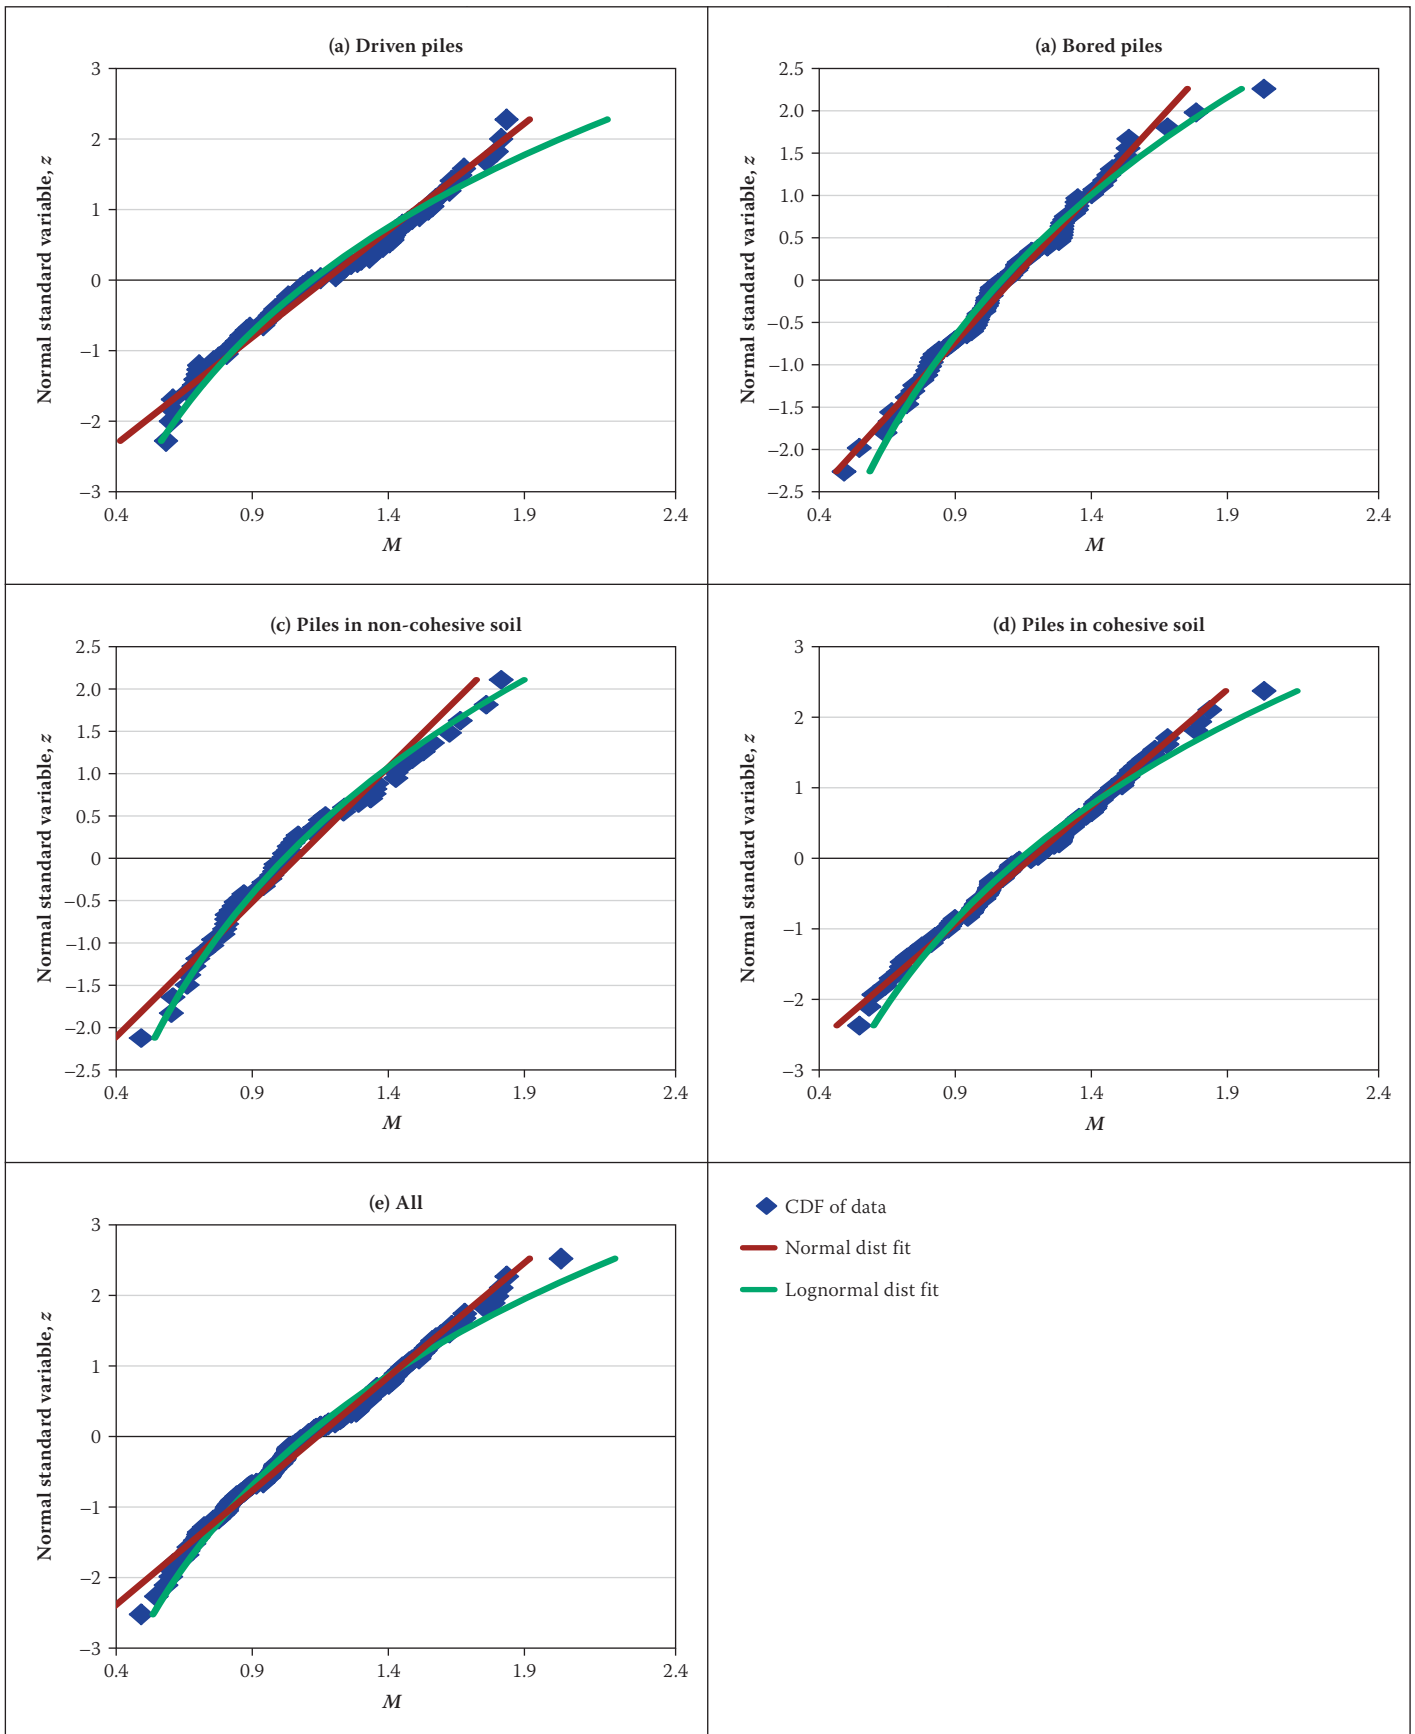 (a) Driven piles
3
2
1
0
–1
–2
–3
0.4 0.9 1.4 1.9 2.4
Normal standard variable, z
M
(a) Bored piles
2.5
2.0
1.5
1.0
0.5
0
–0.5
–1.0
–1.5
–2.0
–2.5
0.4 0.9 1.4 1.9 2.4
Normal standard variable, z
M
(c) Piles in non-cohesive soil
2.5
2.0
1.5
1.0
0.5
0
–0.5
–1.0
–1.5
–2.0
–2.5
0.4 0.9 1.4 1.9 2.4
Normal standard variable, z
M
(d) Piles in cohesive soil
3
2
1
0
–1
–2
–3
0.4 0.9 1.4 1.9 2.4
Normal standard variable, z
M
(e) All
3
2
1
0
–1
–2
–3
0.4 0.9 1.4 1.9 2.4
Normal standard variable, z
M
CDF of data
Normal dist fit
Lognormal dist fit